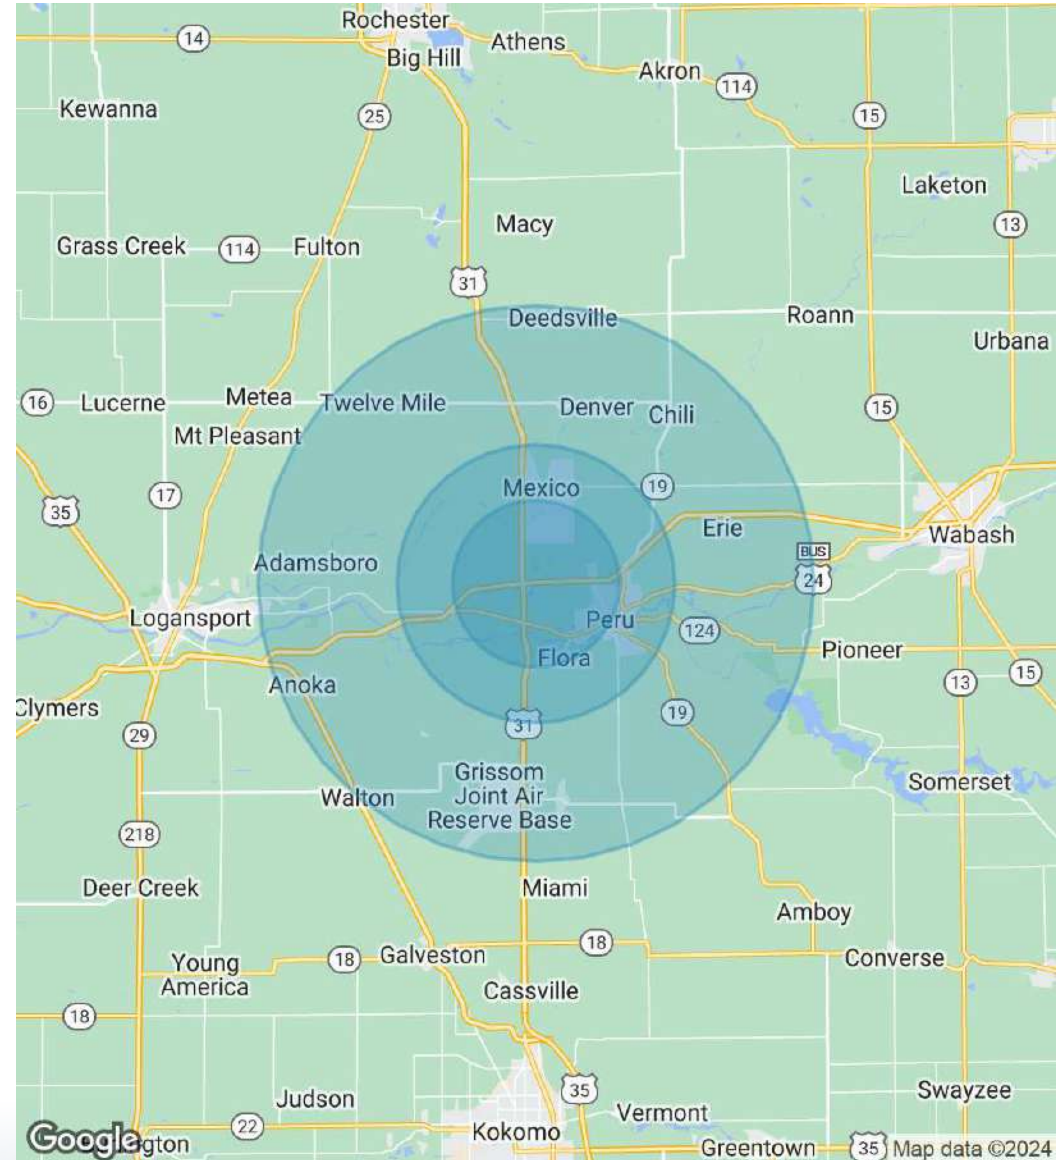 Rochester
14
Athens
Big Hill
Akron
114
Kewanna
25
15
Laketon
13
Macy
Grass Creek
114
Fulton
31
Deedsville
Roann
Urbana
16
Lucerne
Metea
Twelve Mile
Denver
Chili
15
Mt Pleasant
Mexico
19
17
35
Erie
Wabash
BUS
24
Adamsboro
Logansport
Peru
124
Flora
Pioneer
Anoka
13
15
Clymers
19
31
29
Grissom
Joint Air
Reserve Base
Somerset
Walton
218
Deer Creek
Miami
Amboy
18
Galveston
18
Young
America
Converse
Cassville
18
35
Swayzee
Judson
Vermont
22
Kokomo
Google
ington
Greentown
35
Map data ©2024